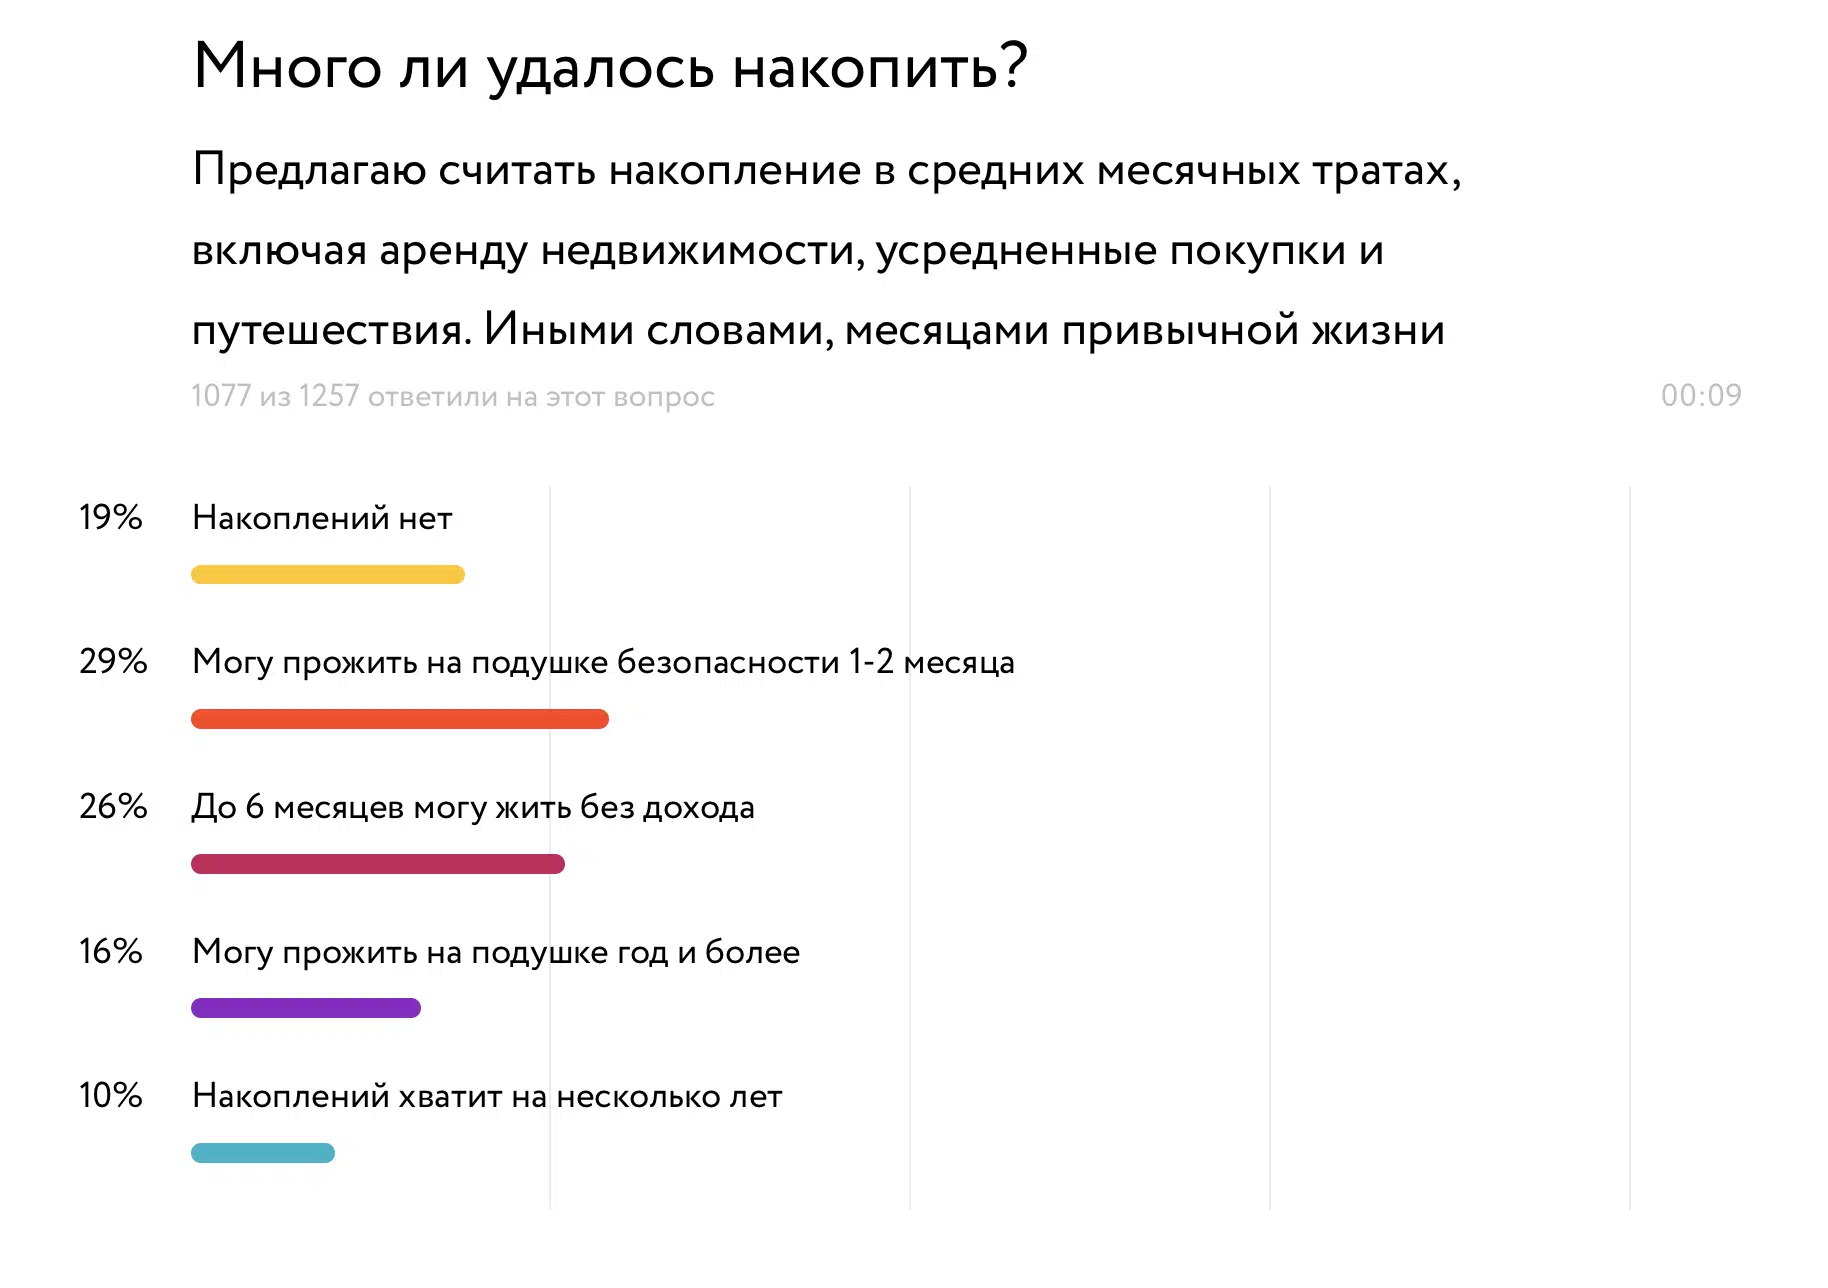 Много ли удалось накопить?
Предлагаю считать накопление в средних месячных тратах,
включая аренду недвижимости, усредненные покупки и
путешествия. Иными словами, месяцами привычной жизни
1077 из 1257 ответили на этот вопрос 00:09
19% Накоплений нет
29% Могу прожить на подушке безопасности 1-2 месяца
26% До 6 месяцев могу жить без дохода
16% Могу прожить на подушке год и более
10% Накоплений хватит на несколько лет